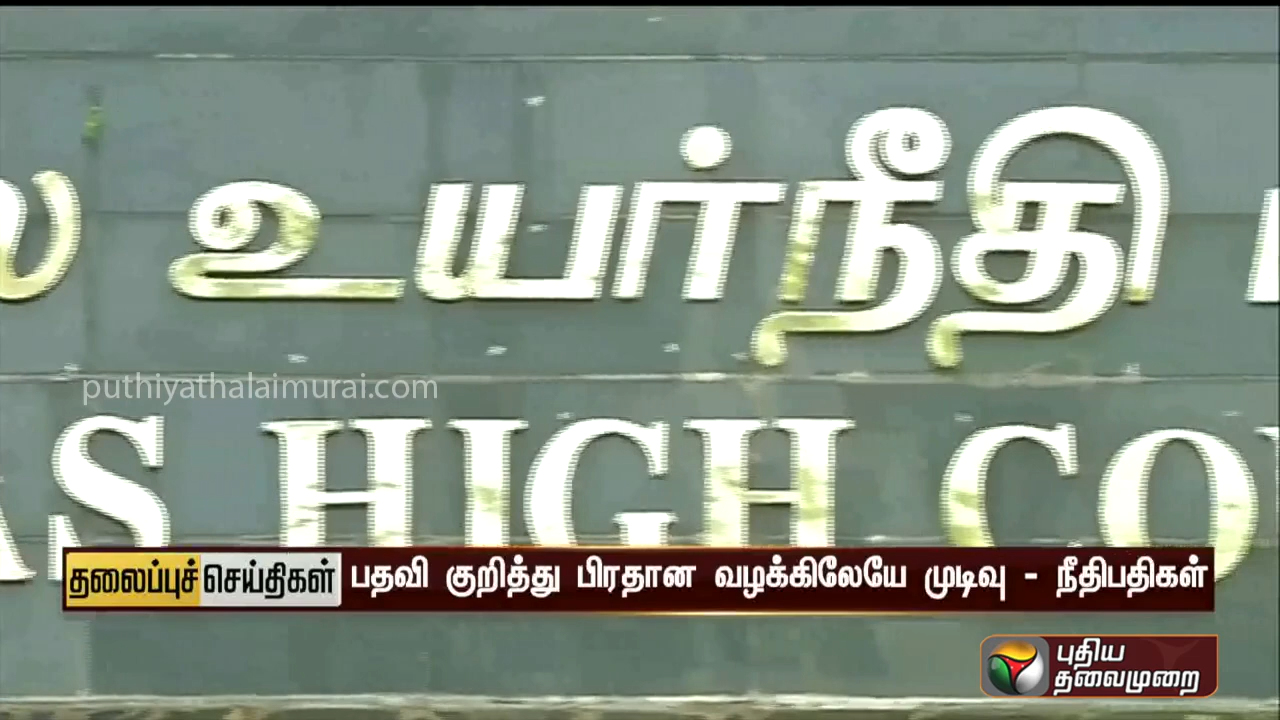 உயர்நீதி
puthiyathalaimurai.com
AS HIGH CO
தலைப்புச் செய்திகள் பதவி குறித்து பிரதான வழக்கிலேயே முடிவு - நீதிபதிகள்
புதிய
தலைமுறை